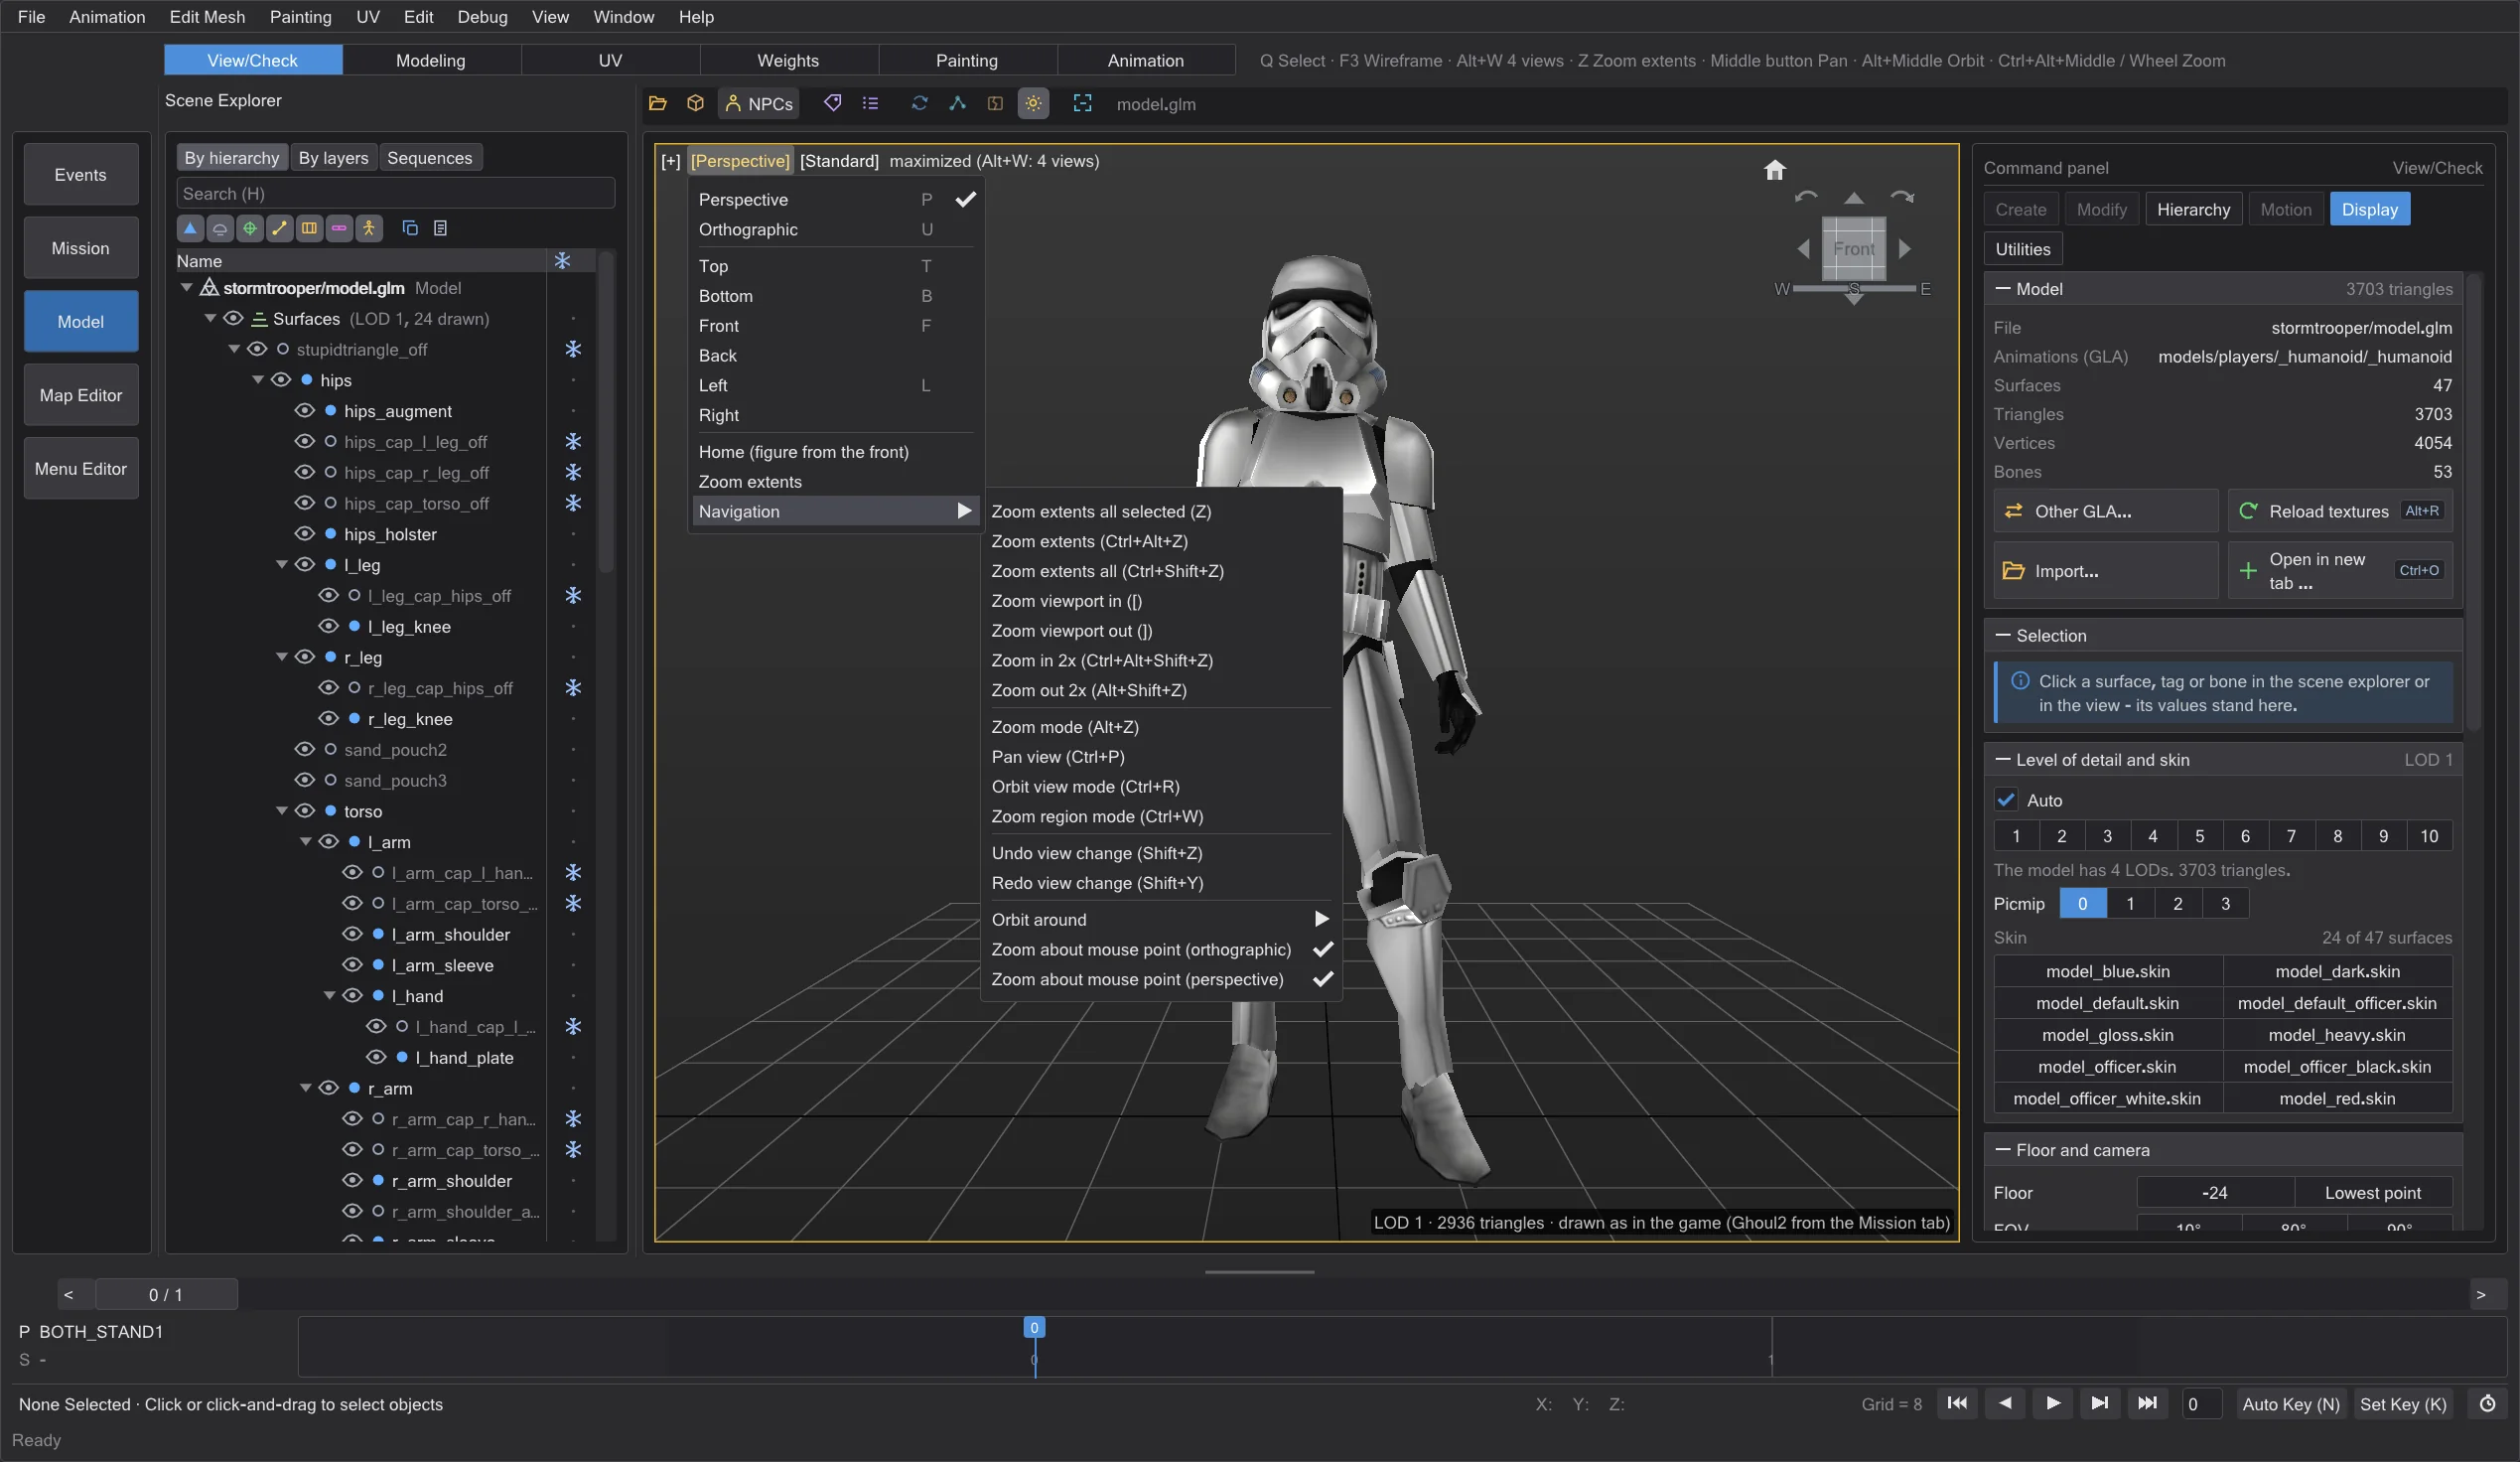 File Animation Edit Mesh Painting UV Edit Debug View Window Help
View/Check Modeling UV Weights Painting Animation Q Select · F3 Wireframe · Alt+W 4 views · Z Zoom extents · Middle button Pan · Alt+Middle Orbit · Ctrl+Alt+Middle / Wheel Zoom
Scene Explorer
NPCs model.glm
Events
Mission
Model
Map Editor
Menu Editor
By hierarchy By layers Sequences
Search (H)
Name
stormtrooper/model.glm Model
Surfaces (LOD 1, 24 drawn)
stupidtriangle_off
hips
hips_augment
hips_cap_l_leg_off
hips_cap_r_leg_off
hips_cap_torso_off
hips_holster
l_leg
l_leg_cap_hips_off
l_leg_knee
r_leg
r_leg_cap_hips_off
r_leg_knee
sand_pouch2
sand_pouch3
torso
l_arm
l_arm_cap_l_han...
l_arm_cap_torso_...
l_arm_shoulder
l_arm_sleeve
l_hand
l_hand_cap_l_...
l_hand_plate
r_arm
r_arm_cap_r_han...
r_arm_cap_torso_...
r_arm_shoulder
r_arm_shoulder_a...
r_arm_sleeve
[+] [Perspective] [Standard] maximized (Alt+W: 4 views)
Perspective P
Orthographic U
Top T
Bottom B
Front F
Back
Left L
Right
Home (figure from the front)
Zoom extents
Navigation
Zoom extents all selected (Z)
Zoom extents (Ctrl+Alt+Z)
Zoom extents all (Ctrl+Shift+Z)
Zoom viewport in ([)
Zoom viewport out (])
Zoom in 2x (Ctrl+Alt+Shift+Z)
Zoom out 2x (Alt+Shift+Z)
Zoom mode (Alt+Z)
Pan view (Ctrl+P)
Orbit view mode (Ctrl+R)
Zoom region mode (Ctrl+W)
Undo view change (Shift+Z)
Redo view change (Shift+Y)
Orbit around
Zoom about mouse point (orthographic)
Zoom about mouse point (perspective)
Front
W S E
LOD 1 · 2936 triangles · drawn as in the game (Ghoul2 from the Mission tab)
Command panel View/Check
Create Modify Hierarchy Motion Display
Utilities
Model 3703 triangles
File stormtrooper/model.glm
Animations (GLA) models/players/_humanoid/_humanoid
Surfaces 47
Triangles 3703
Vertices 4054
Bones 53
Other GLA... Reload textures Alt+R
Import... Open in new tab ... Ctrl+O
Selection
Click a surface, tag or bone in the scene explorer or
in the view - its values stand here.
Level of detail and skin LOD 1
Auto
1 2 3 4 5 6 7 8 9 10
The model has 4 LODs. 3703 triangles.
Picmip 0 1 2 3
Skin 24 of 47 surfaces
model_blue.skin model_dark.skin
model_default.skin model_default_officer.skin
model_gloss.skin model_heavy.skin
model_officer.skin model_officer_black.skin
model_officer_white.skin model_red.skin
Floor and camera
Floor -24 Lowest point
FOV 10° 80° 90°
< 0 / 1 >
P BOTH_STAND1
S -
0
0 1
None Selected · Click or click-and-drag to select objects X: Y: Z: Grid = 8 0 Auto Key (N) Set Key (K)
Ready